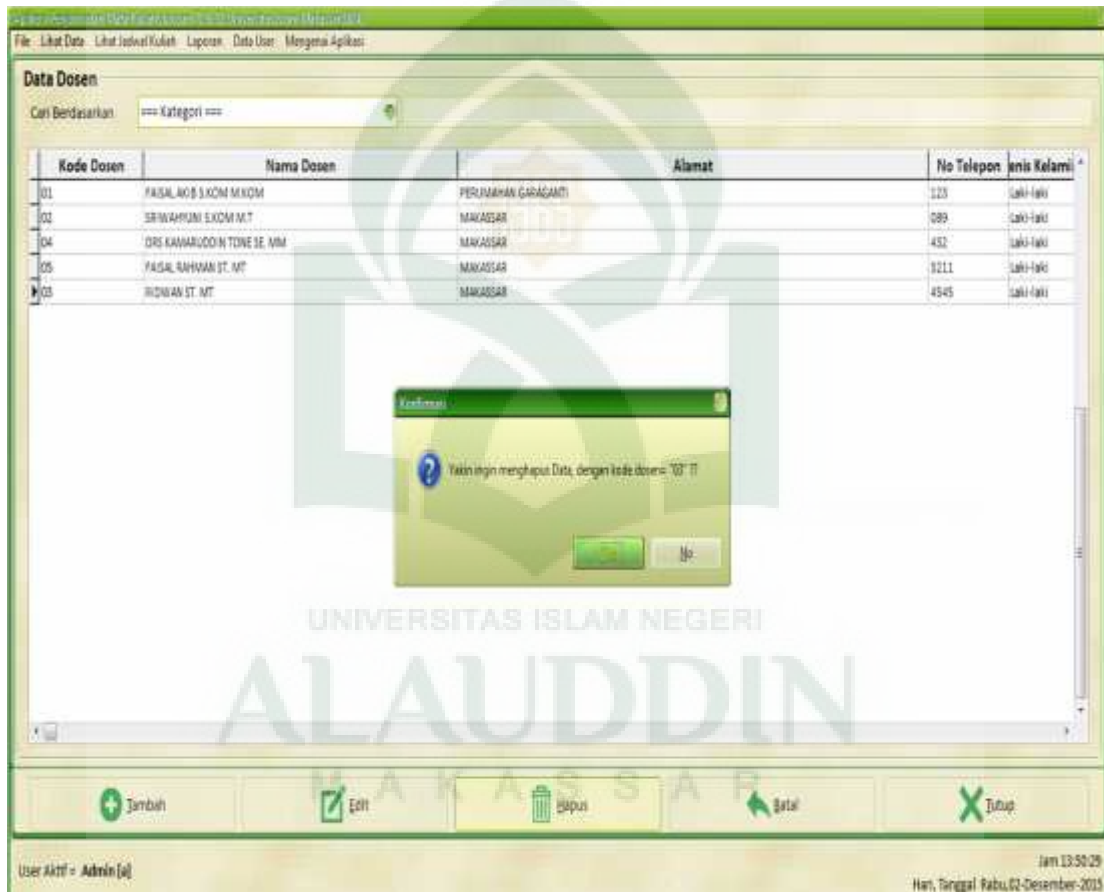 File Lihat Data Lihat Jadwal Kuliah Laporan Data User Mengenai Aplikasi
Data Dosen
Cari Berdasarkan === Kategori ===
Kode Dosen Nama Dosen Alamat No Telepon enis Kelami
01 FAISAL AKIB S.KOM M.KOM PERUMAHAN GARAGANTI 123 Laki-laki
02 SRI WAHYUNI S.KOM M.T MAKASSAR 089 Laki-laki
04 DRS KAMARUDDIN TONE SE. MM MAKASSAR 432 Laki-laki
05 FAISAL RAHMAN ST. MT MAKASSAR 3211 Laki-laki
03 RIDWAN ST. MT MAKASSAR 4545 Laki-laki
Konfirmasi
Yakin ingin menghapus Data, dengan kode dosen= "03" ??
No
UNIVERSITAS ISLAM NEGERI
ALAUDDIN
MAKASSAR
Tambah Edit Hapus Batal Tutup
User Aktif = Admin [a]
Jam 13:50:29
Hari, Tanggal Rabu,02-Desember-2015